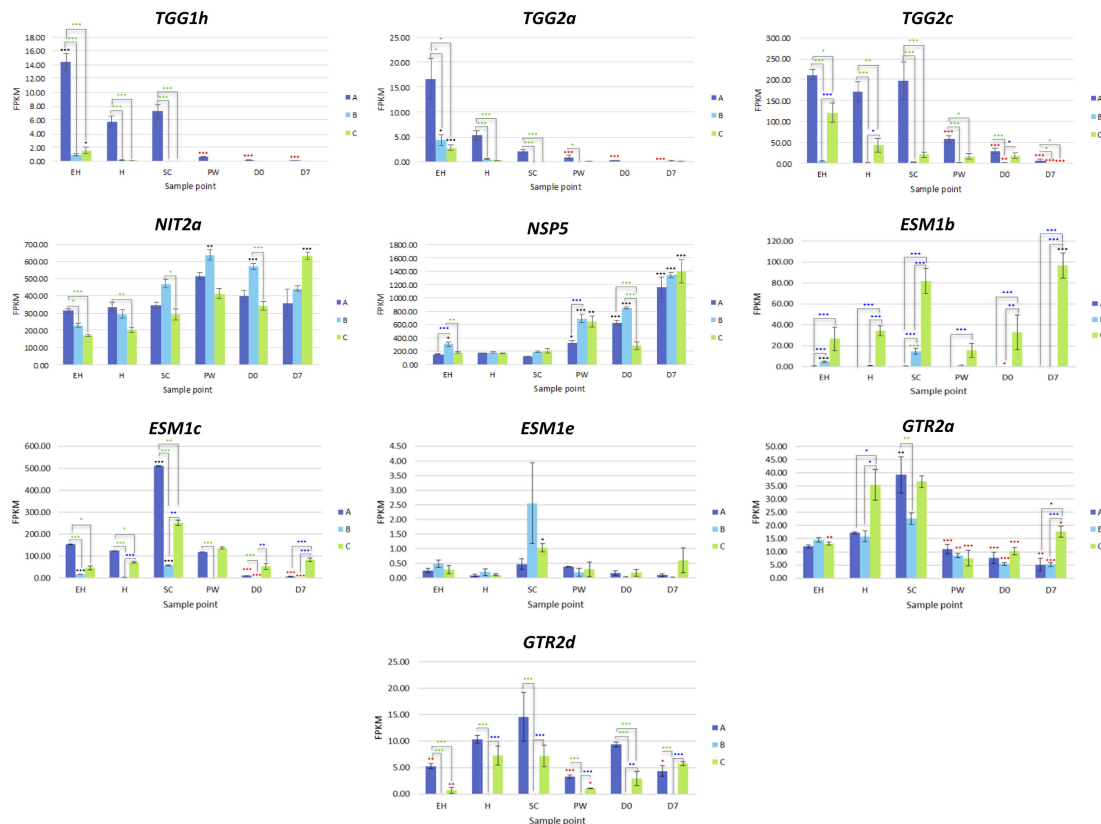 TGG1h
18.00
16.00
14.00
12.00
10.00
8.00
6.00
4.00
2.00
0.00
FPKM
EH H SC PW D0 D7
Sample point
A
B
C
TGG2a
25.00
20.00
15.00
10.00
5.00
0.00
FPKM
EH H SC PW D0 D7
Sample point
A
B
C
TGG2c
300.00
250.00
200.00
150.00
100.00
50.00
0.00
FPKM
EH H SC PW D0 D7
Sample point
A
B
C
NIT2a
700.00
600.00
500.00
400.00
300.00
200.00
100.00
0.00
FPKM
EH H SC PW D0 D7
Sample point
A
B
C
NSP5
1800.00
1600.00
1400.00
1200.00
1000.00
800.00
600.00
400.00
200.00
0.00
FPKM
EH H SC PW D0 D7
Sample point
A
B
C
ESM1b
120.00
100.00
80.00
60.00
40.00
20.00
0.00
FPKM
EH H SC PW D0 D7
Sample point
A
B
C
ESM1c
600.00
500.00
400.00
300.00
200.00
100.00
0.00
FPKM
EH H SC PW D0 D7
Sample point
A
B
C
ESM1e
4.50
4.00
3.50
3.00
2.50
2.00
1.50
1.00
0.50
0.00
FPKM
EH H SC PW D0 D7
Sample point
A
B
C
GTR2a
50.00
45.00
40.00
35.00
30.00
25.00
20.00
15.00
10.00
5.00
0.00
FPKM
EH H SC PW D0 D7
Sample point
A
B
C
GTR2d
25.00
20.00
15.00
10.00
5.00
0.00
FPKM
EH H SC PW D0 D7
Sample point
A
B
C